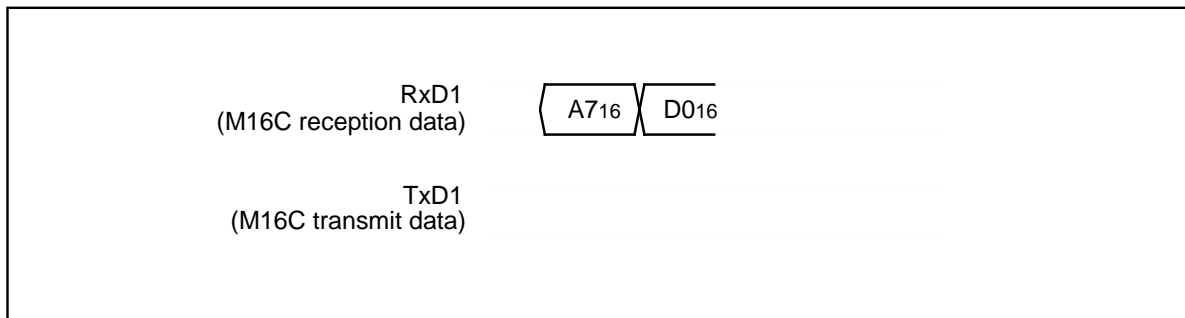 RxD1 A716 D016
(M16C reception data)
TxD1
(M16C transmit data)